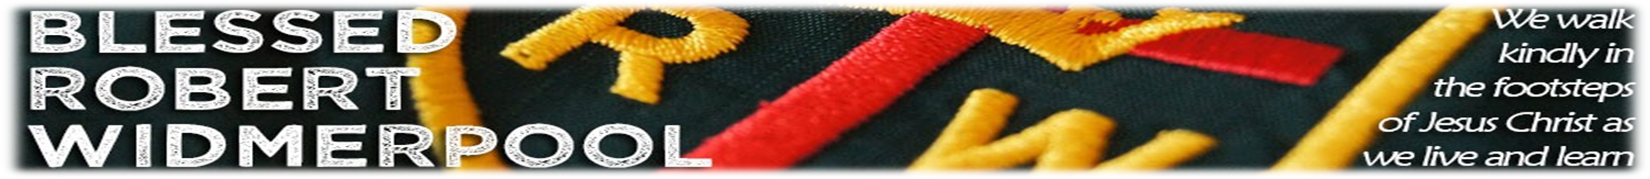 BLESSED
ROBERT
WIDMERPOOL
R
W
We walk
kindly in
the footsteps
of Jesus Christ as
we live and learn